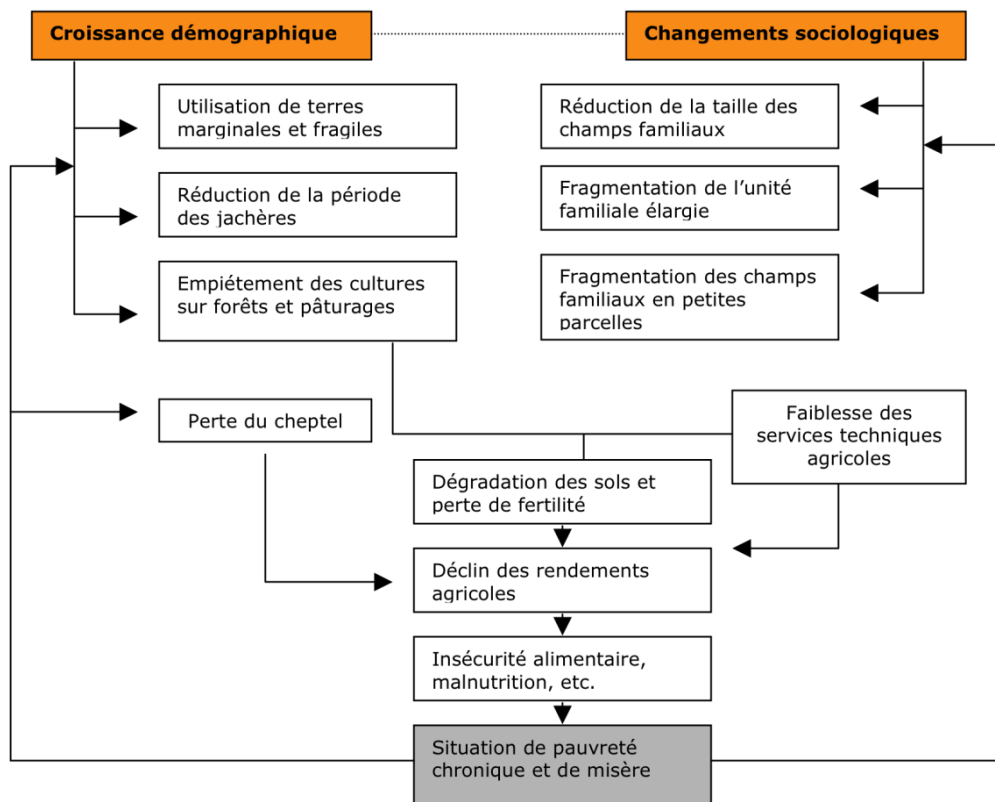 Croissance démographique
Changements sociologiques
Utilisation de terres
marginales et fragiles
Réduction de la taille des
champs familiaux
Réduction de la période
des jachères
Fragmentation de l'unité
familiale élargie
Empiétement des cultures
sur forêts et pâturages
Fragmentation des champs
familiaux en petites
parcelles
Perte du cheptel
Faiblesse des
services techniques
agricoles
Dégradation des sols et
perte de fertilité
Déclin des rendements
agricoles
Insécurité alimentaire,
malnutrition, etc.
Situation de pauvreté
chronique et de misère